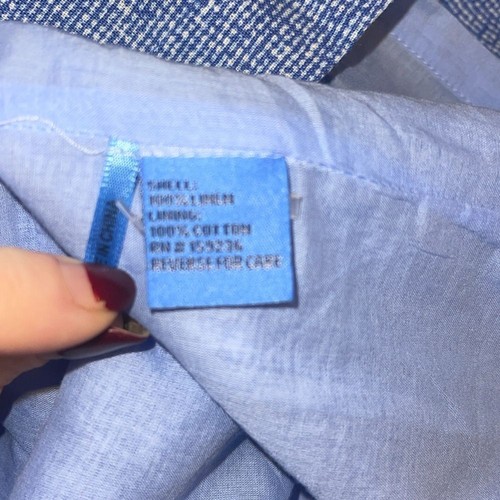 SHELL:
100% LINEN
LINING:
100% COTTON
RN # 159236
REVERSE FOR CARE